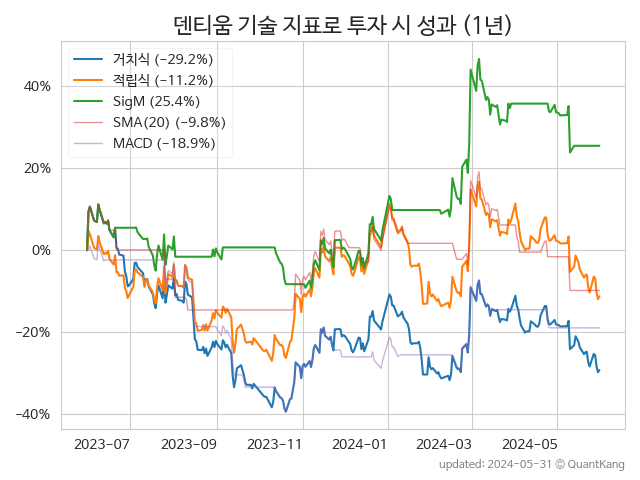 덴티움 기술 지표로 투자 시 성과 (1년)
거치식 (−29.2%)
적립식 (−11.2%)
SigM (25.4%)
SMA(20) (−9.8%)
MACD (−18.9%)
40%
20%
0%
−20%
−40%
2023-07
2023-09
2023-11
2024-01
2024-03
2024-05
updated: 2024-05-31 © QuantKang